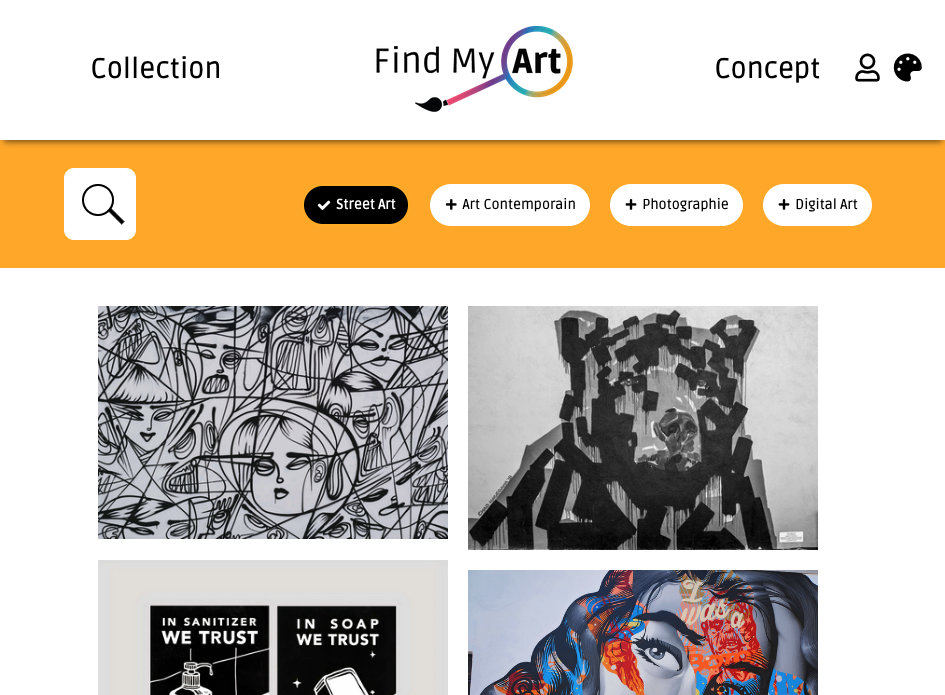 Collection
Find My Art
Concept
Street Art
Art Contemporain
Photographie
Digital Art
IN SANITIZER
WE TRUST
IN SOAP
WE TRUST
I
was a